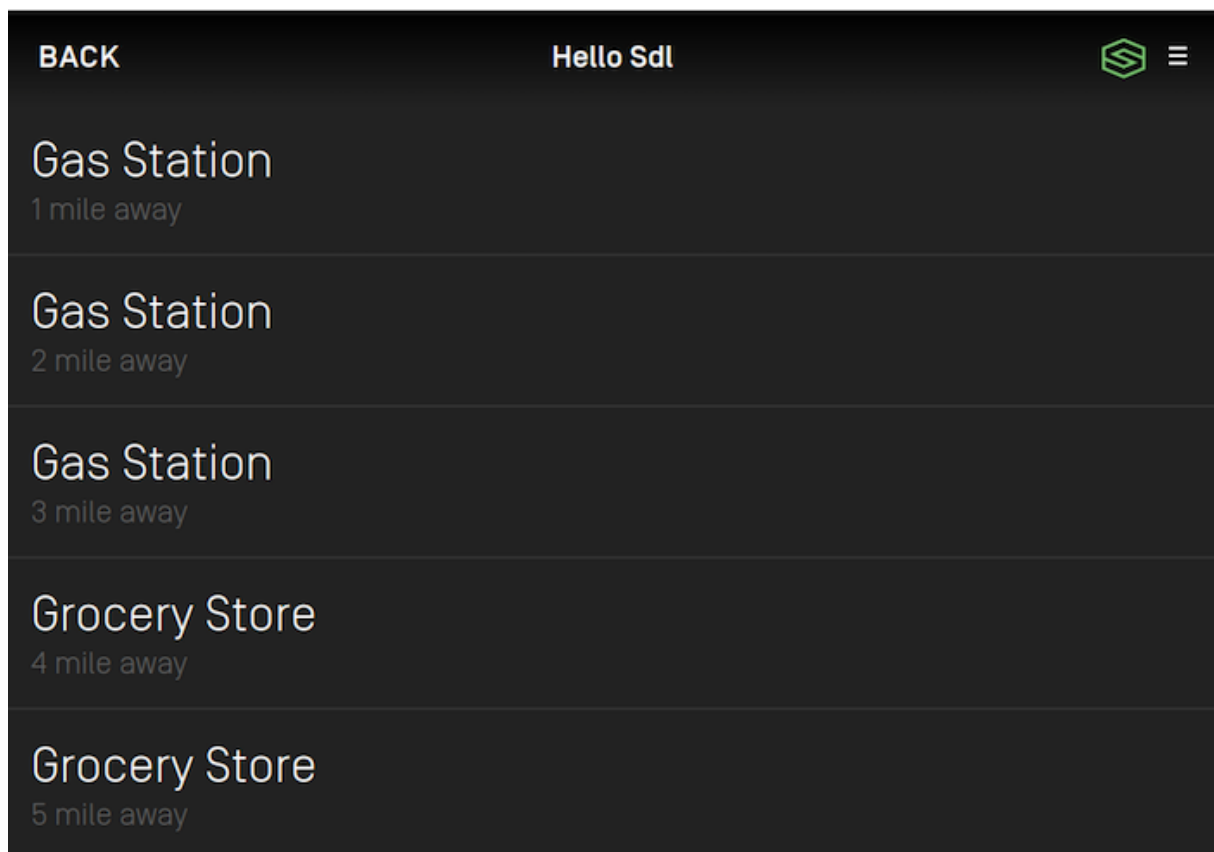 BACK
Hello Sdl
Gas Station
1 mile away
Gas Station
2 mile away
Gas Station
3 mile away
Grocery Store
4 mile away
Grocery Store
5 mile away